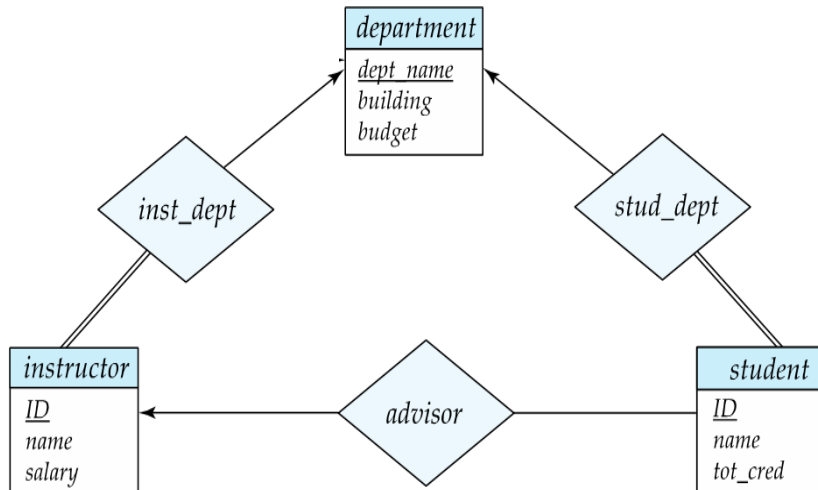 department
dept_name
building
budget
inst_dept
stud_dept
instructor
ID
name
salary
advisor
student
ID
name
tot_cred